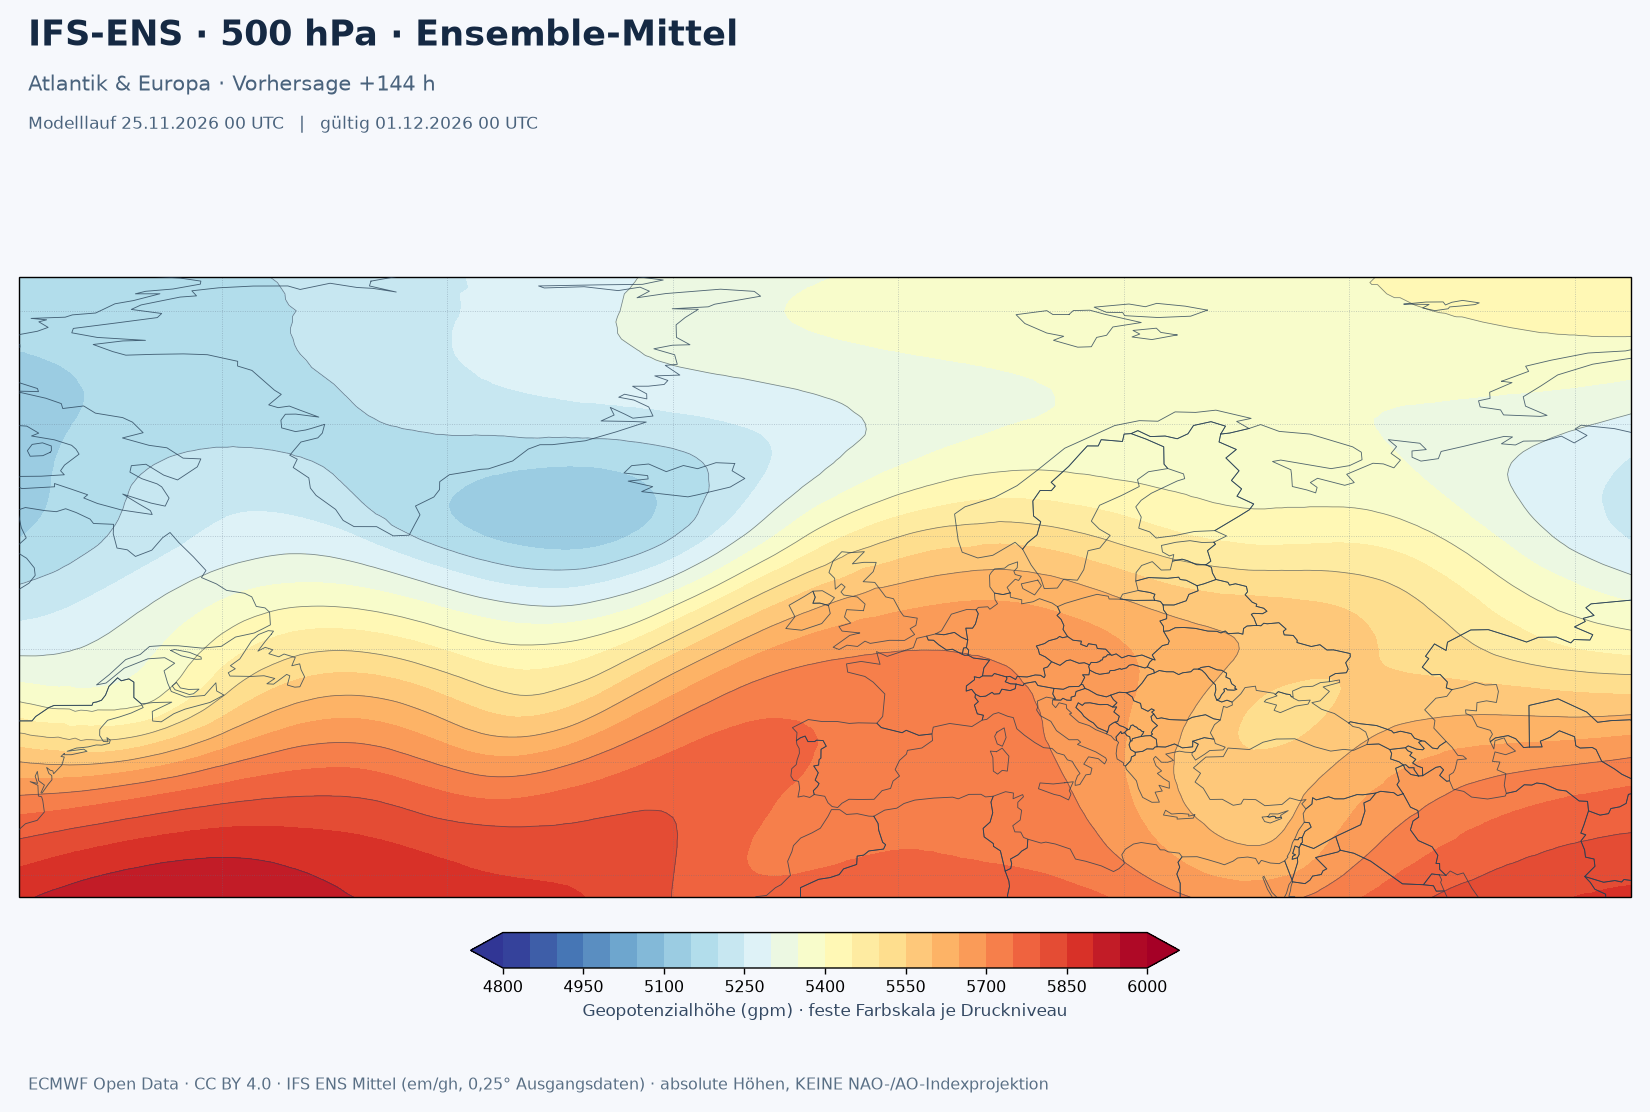 IFS-ENS · 500 hPa · Ensemble-Mittel
Atlantik & Europa · Vorhersage +144 h
Modelllauf 25.11.2026 00 UTC | gültig 01.12.2026 00 UTC
4800 4950 5100 5250 5400 5550 5700 5850 6000
Geopotenzialhöhe (gpm) · feste Farbskala je Druckniveau
ECMWF Open Data · CC BY 4.0 · IFS ENS Mittel (em/gh, 0,25° Ausgangsdaten) · absolute Höhen, KEINE NAO-/AO-Indexprojektion